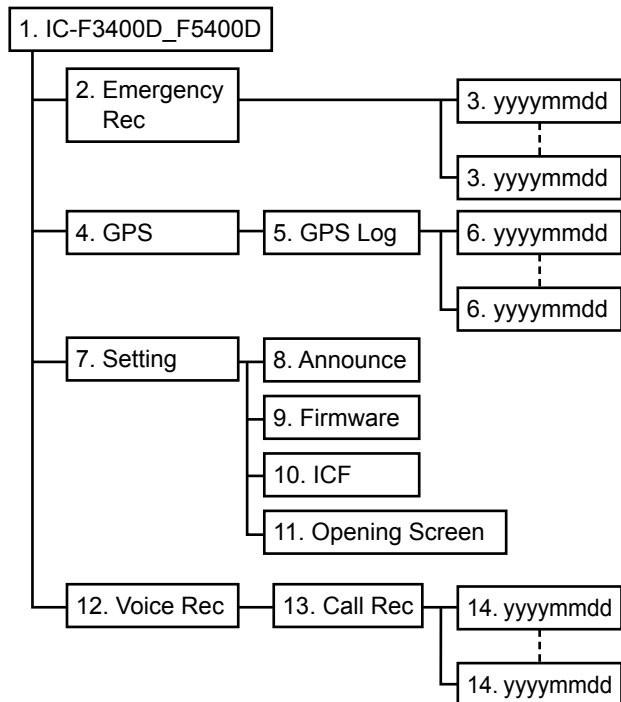 1. IC-F3400D_F5400D
2. Emergency
Rec
3. yyyymmdd
3. yyyymmdd
4. GPS
5. GPS Log
6. yyyymmdd
6. yyyymmdd
7. Setting
8. Announce
9. Firmware
10. ICF
11. Opening Screen
12. Voice Rec
13. Call Rec
14. yyyymmdd
14. yyyymmdd